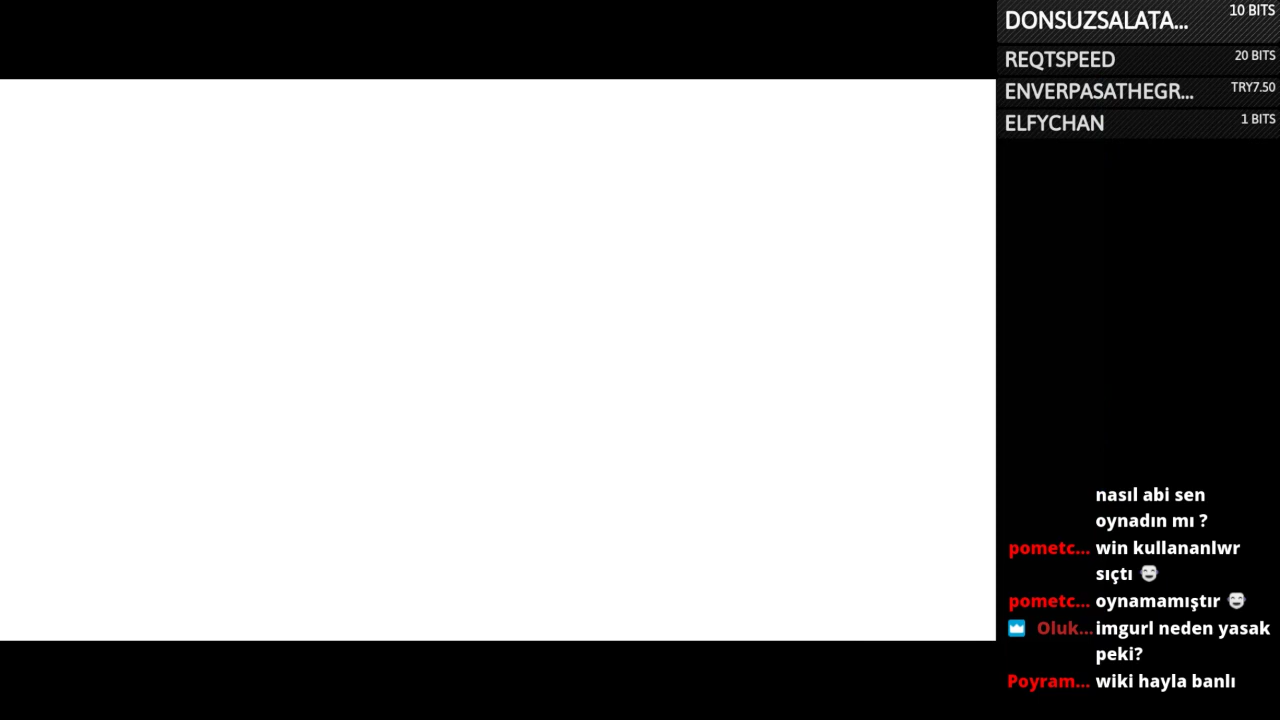 DONSUZSALATA... 10 BITS
REQTSPEED 20 BITS
ENVERPASATHEGR... TRY7.50
ELFYCHAN 1 BITS
nasıl abi sen
oynadın mı ?
pometc... win kullananlwr
sıçtı
pometc... oynamamıştır
Oluk... imgurl neden yasak
peki?
Poyram... wiki hayla banlı